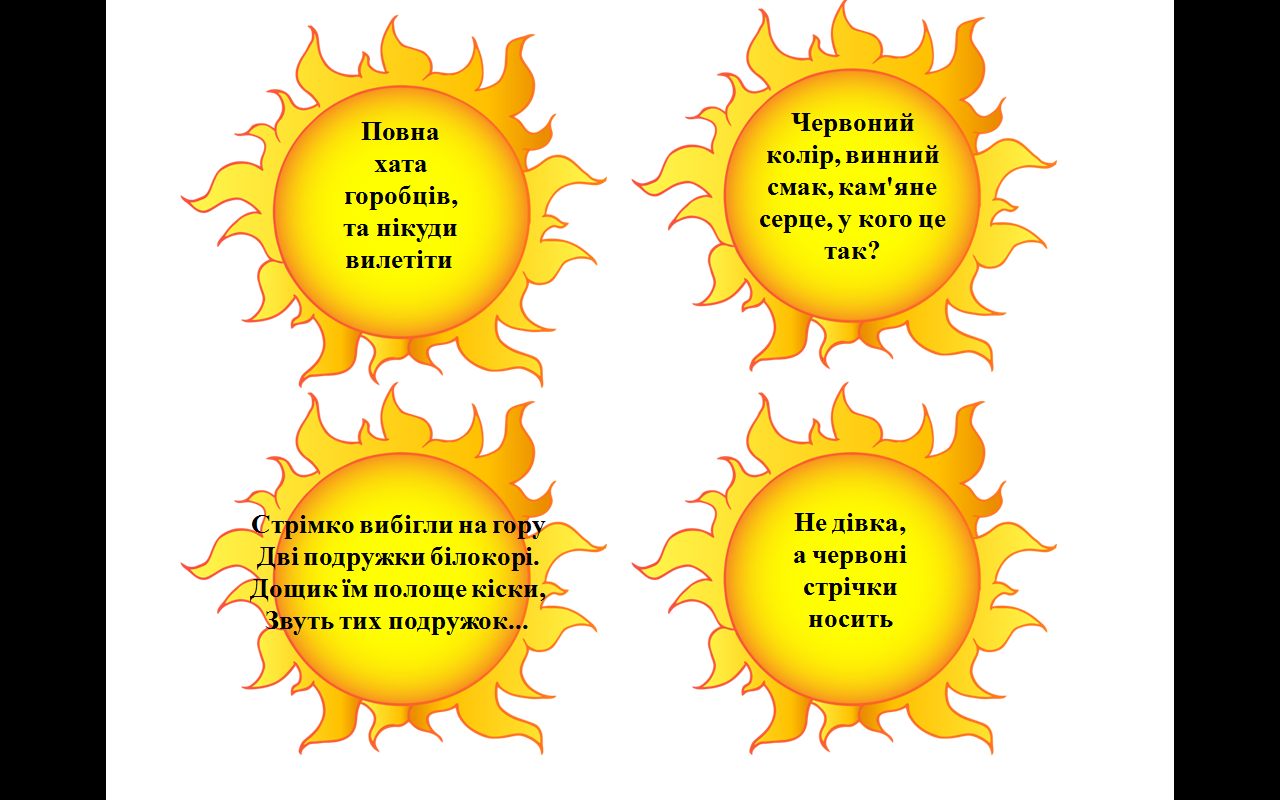 Повна
хата
горобців,
та нікуди
вилетіти
Червоний
колір, винний
смак, кам'яне
серце, у кого це
так?
Стрімко вибігли на гору
Дві подружки білокорі.
Дощик їм полоще кіски,
Звуть тих подружок...
Не дівка,
а червоні
стрічки
носить